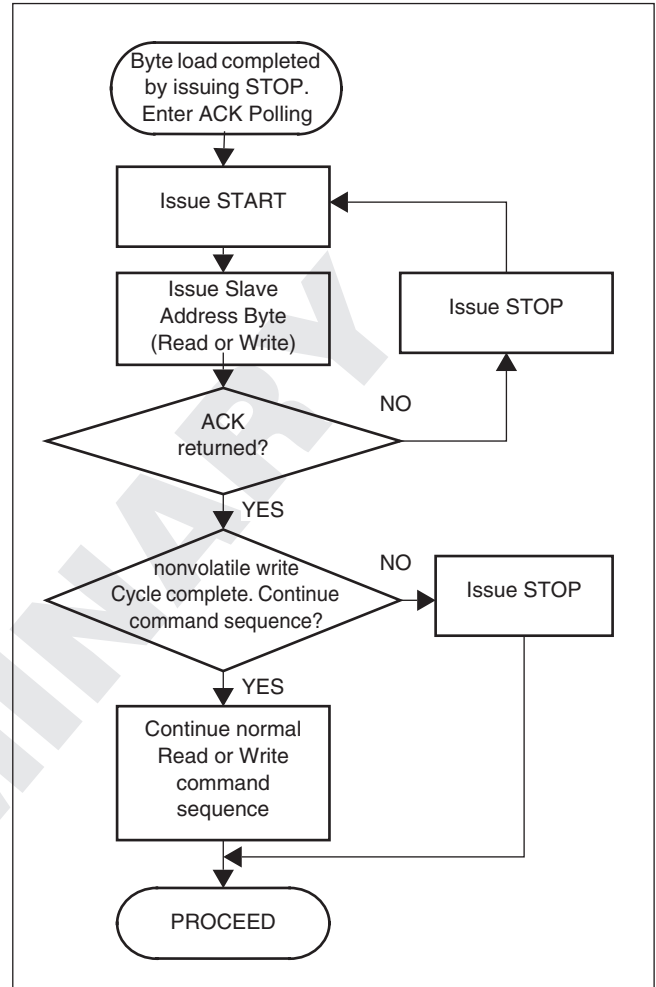 Byte load completed
by issuing STOP.
Enter ACK Polling
Issue START
Issue Slave
Address Byte
(Read or Write)
Issue STOP
ACK
returned?
NO
YES
nonvolatile write
Cycle complete. Continue
command sequence?
NO
Issue STOP
YES
Continue normal
Read or Write
command
sequence
PROCEED
MINARY